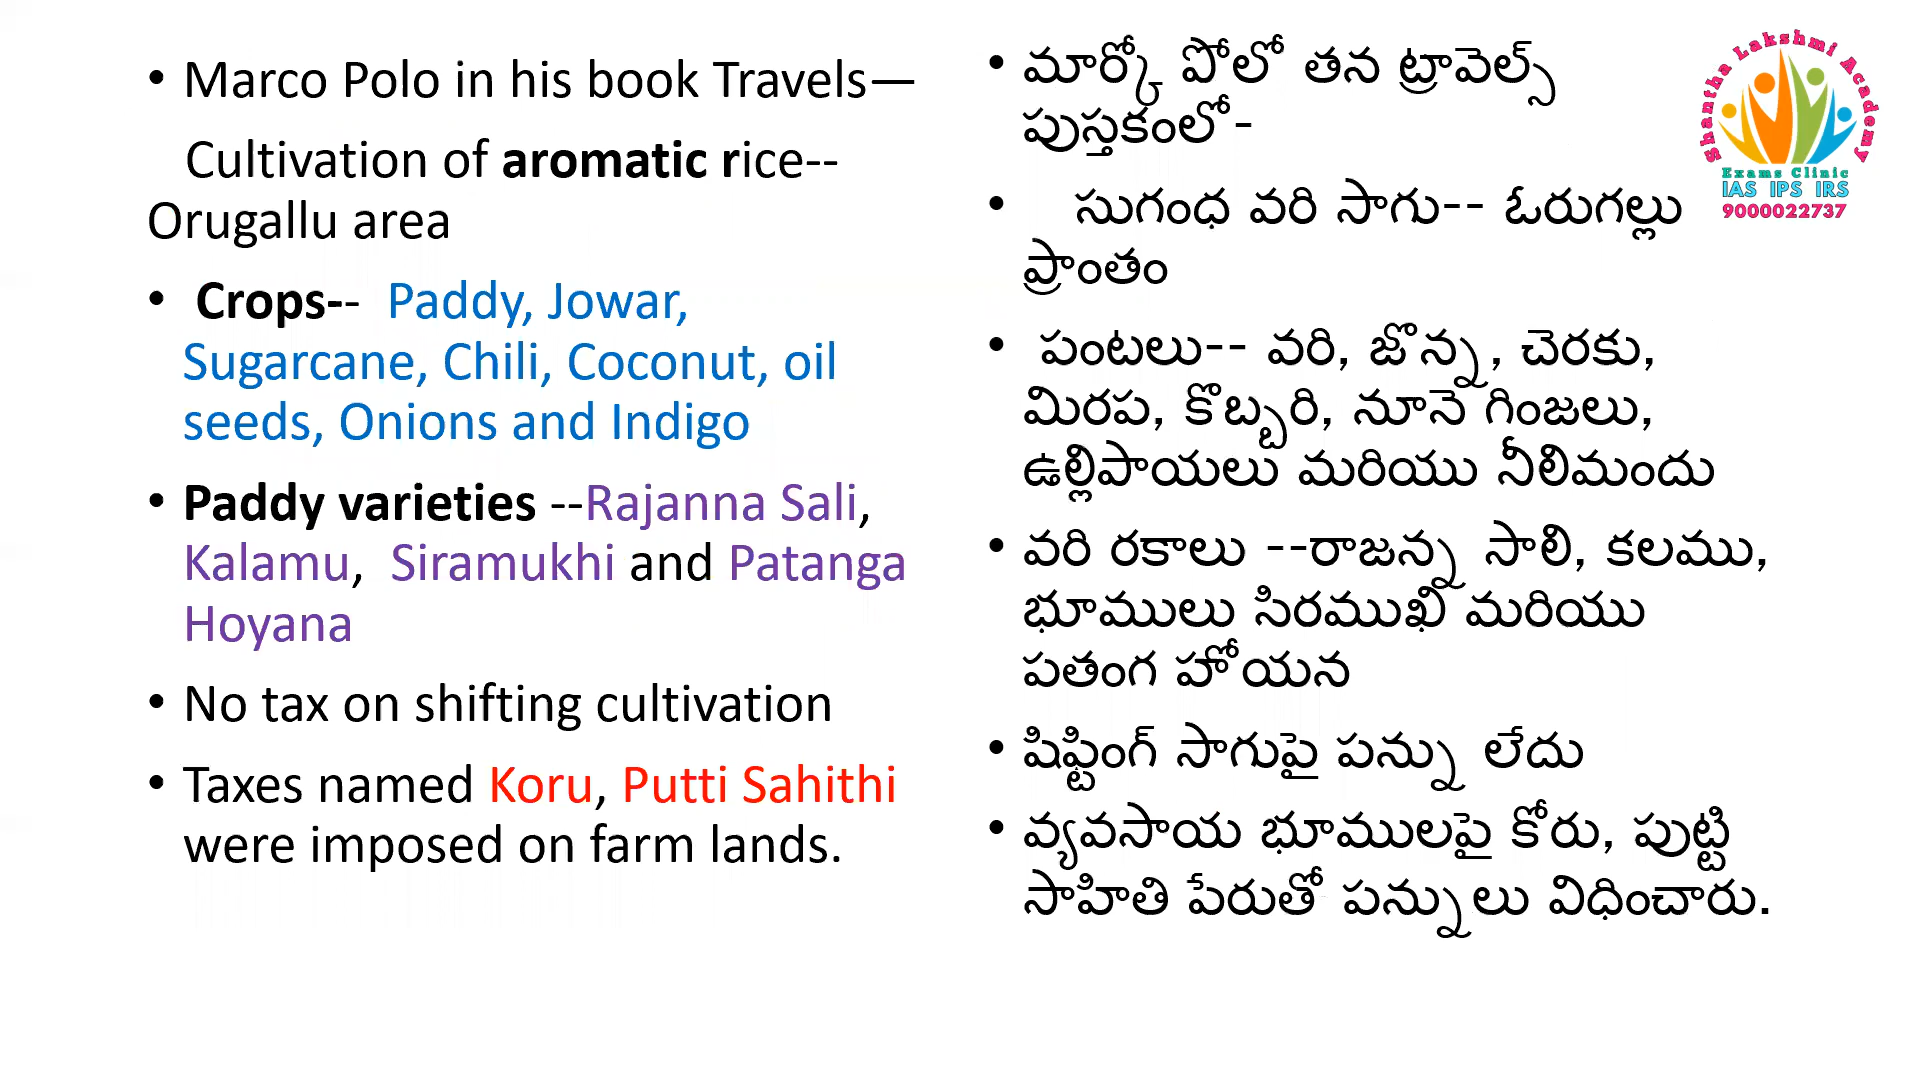 • Marco Polo in his book Travels—
Cultivation of aromatic rice--
Orugallu area
• Crops-- Paddy, Jowar,
Sugarcane, Chili, Coconut, oil
seeds, Onions and Indigo
• Paddy varieties --Rajanna Sali,
Kalamu, Siramukhi and Patanga
Hoyana
• No tax on shifting cultivation
• Taxes named Koru, Putti Sahithi
were imposed on farm lands.
• మార్కో పోలో తన ట్రావెల్స్
పుస్తకంలో-
• సుగంధ వరి సాగు-- ఓరుగల్లు
ప్రాంతం
• పంటలు-- వరి, జొన్న, చెరకు,
మిరప, కొబ్బరి, నూనె గింజలు,
ఉల్లిపాయలు మరియు నీలిమందు
• వరి రకాలు --రాజన్న సాలి, కలము,
భూములు సిరముఖి మరియు
పతంగ హోయన
• షిఫ్టింగ్ సాగుపై పన్ను లేదు
• వ్యవసాయ భూములపై కోరు, పుట్టి
సాహితి పేరుతో పన్నులు విధించారు.
Shantha Lakshmi Academy
Exams Clinic
IAS IPS IRS
9000022737